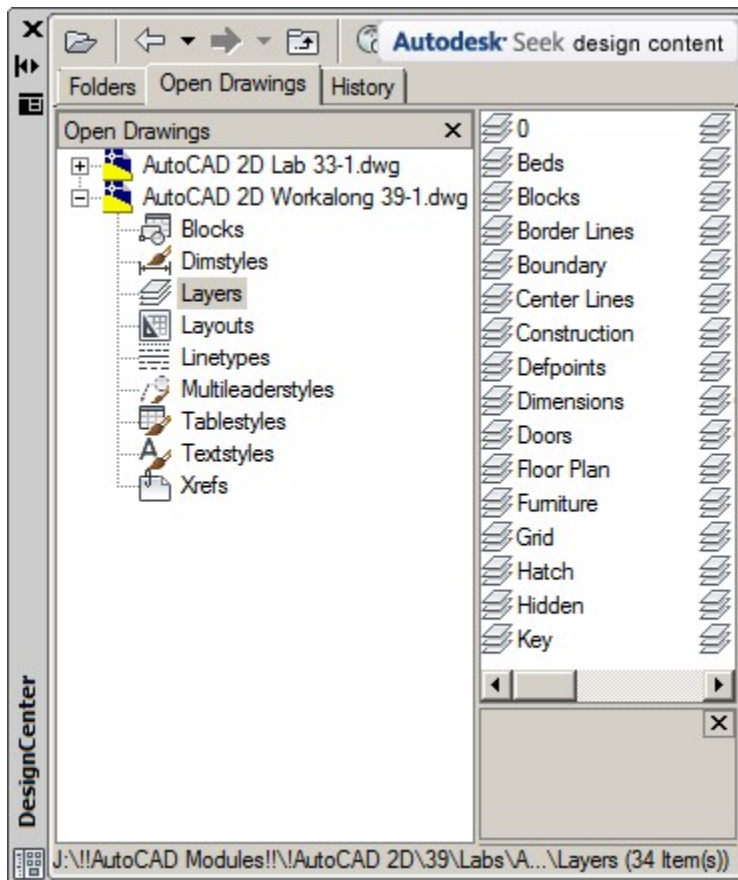 Autodesk® Seek design content
Folders
Open Drawings
History
Open Drawings
AutoCAD 2D Lab 33-1.dwg
AutoCAD 2D Workalong 39-1.dwg
Blocks
Dimstyles
Layers
Layouts
Linetypes
Multileaderstyles
Tablestyles
Textstyles
Xrefs
0
Beds
Blocks
Border Lines
Boundary
Center Lines
Construction
Defpoints
Dimensions
Doors
Floor Plan
Furniture
Grid
Hatch
Hidden
Key
DesignCenter
J:\!!AutoCAD Modules!!\!AutoCAD 2D\39\Labs\A...\Layers (34 Item(s))